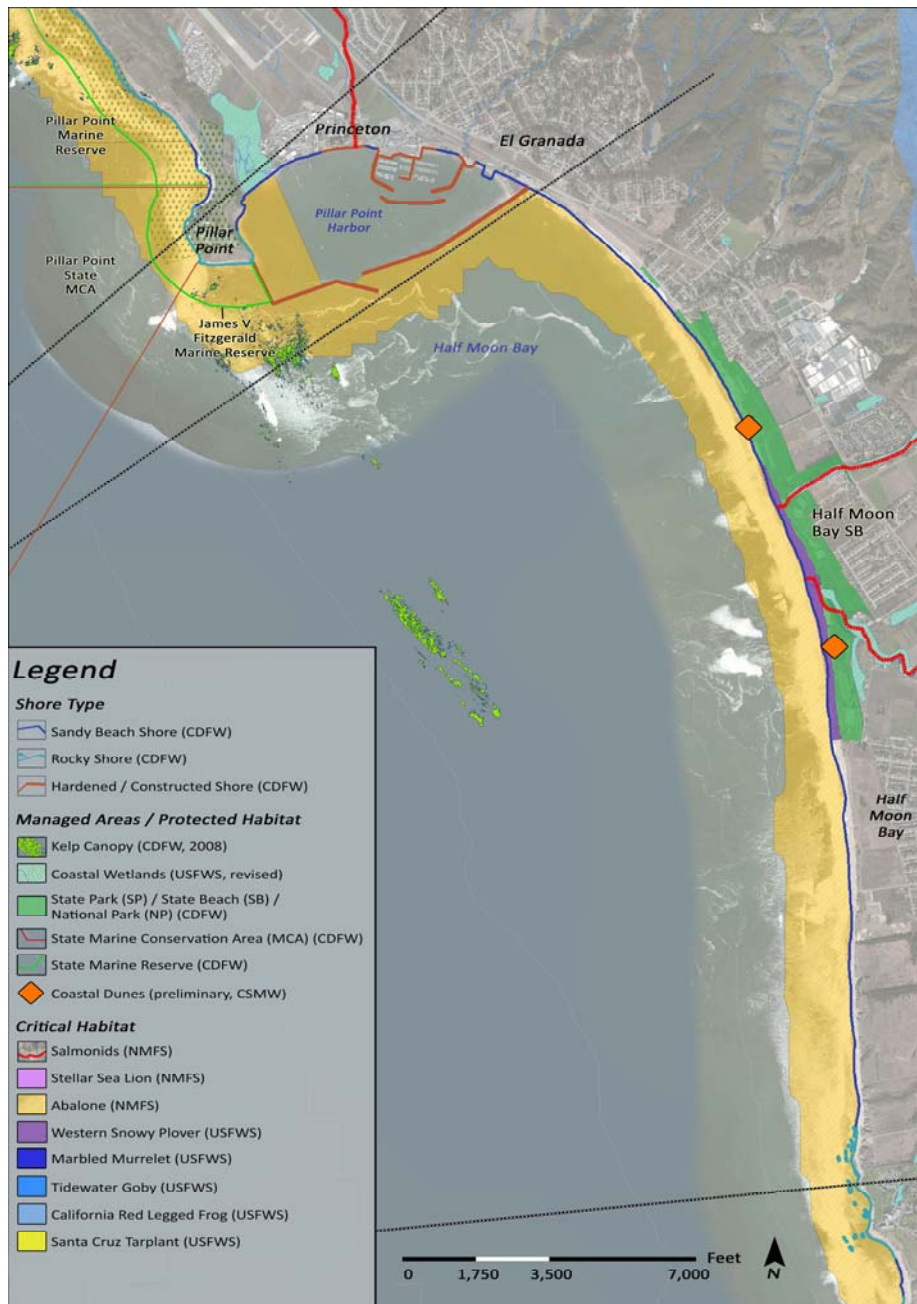 Pillar Point
Marine
Reserve
Princeton
El Granada
Pillar Point
Harbor
Pillar
Point
Pillar Point
State
MCA
James V
Fitzgerald
Marine Reserve
Half Moon Bay
Half Moon
Bay SB
Half
Moon
Bay
Legend
Shore Type
Sandy Beach Shore (CDFW)
Rocky Shore (CDFW)
Hardened / Constructed Shore (CDFW)
Managed Areas / Protected Habitat
Kelp Canopy (CDFW, 2008)
Coastal Wetlands (USFWS, revised)
State Park (SP) / State Beach (SB) /
National Park (NP) (CDFW)
State Marine Conservation Area (MCA) (CDFW)
State Marine Reserve (CDFW)
Coastal Dunes (preliminary, CSMW)
Critical Habitat
Salmonids (NMFS)
Stellar Sea Lion (NMFS)
Abalone (NMFS)
Western Snowy Plover (USFWS)
Marbled Murrelet (USFWS)
Tidewater Goby (USFWS)
California Red Legged Frog (USFWS)
Santa Cruz Tarplant (USFWS)
Feet
0 1,750 3,500 7,000
N